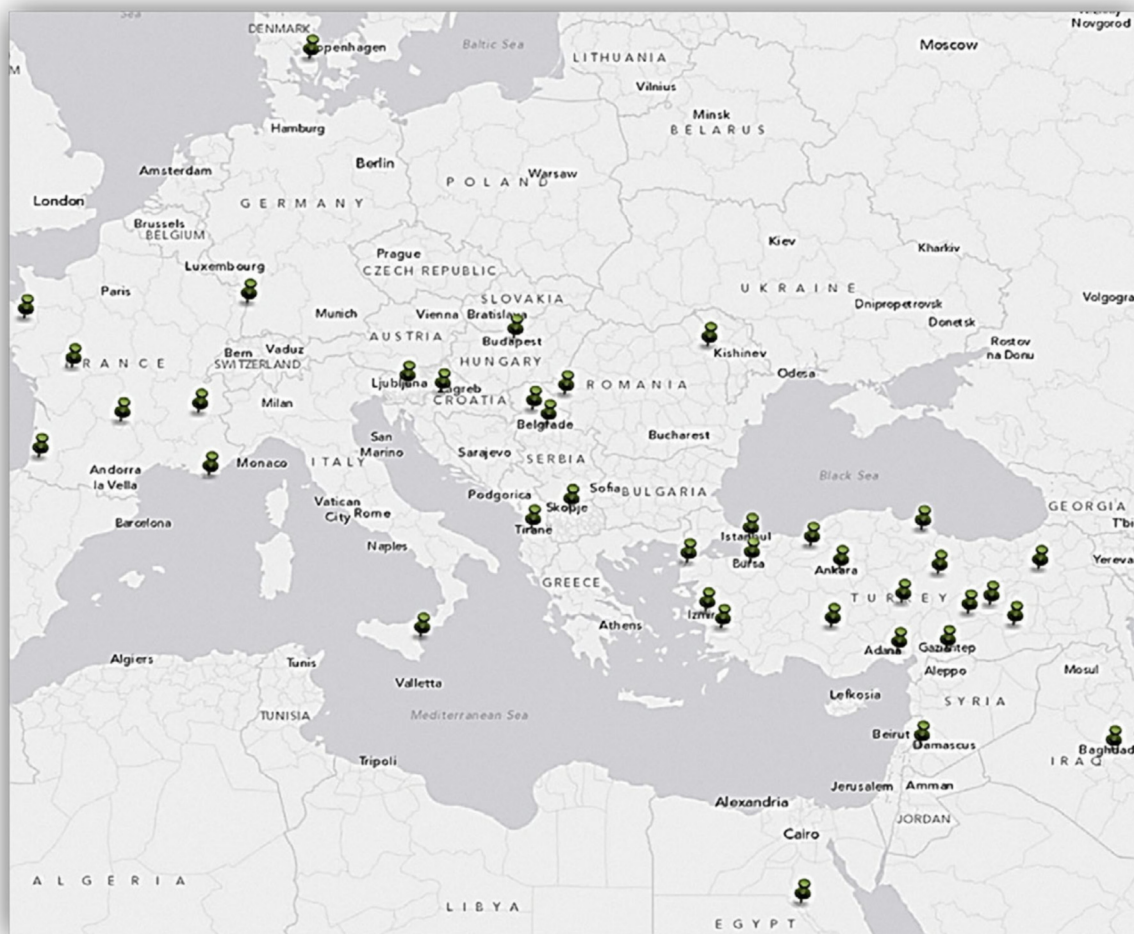 Sea
Novgorod
DENMARK
Copenhagen
Baltic Sea
Moscow
LITHUANIA
M
Vilnius
Minsk
BELARUS
Hamburg
Berlin
Amsterdam
Warsaw
POLAND
London
GERMANY
Brussels
BELGIUM
Kiev
Kharkiv
Prague
CZECH REPUBLIC
Luxembourg
Paris
UKRAINE
Volgogra
SLOVAKIA
Dnipropetrovsk
Munich
Vienna
Bratislava
Donetsk
AUSTRIA
Budapest
Rostov
na Donu
Kishinev
Bern
Vaduz
SWITZERLAND
RANCE
HUNGARY
Odesa
Ljubljana
Zagreb
ROMANIA
CROATIA
Milan
Belgrade
Bucharest
San
Marino
Sarajevo
SERBIA
Monaco
ITALY
Andorra
la Vella
Black Sea
Podgorica
Sofia
BULGARIA
Vatican
City
Rome
Skopje
GEORGIA
Barcelona
Tirane
T'bi
Istanbul
Naples
Bursa
Ankara
Yereva
GREECE
TURKEY
Izmir
Athens
Algiers
Tunis
Adana
Gaziantep
Aleppo
Mosul
Valletta
Lefkosia
SYRIA
TUNISIA
Mediterranean Sea
Beirut
Damascus
Baghdad
IRAQ
Tripoli
Jerusalem
Amman
Alexandria
JORDAN
Cairo
ALGERIA
LIBYA
EGYPT